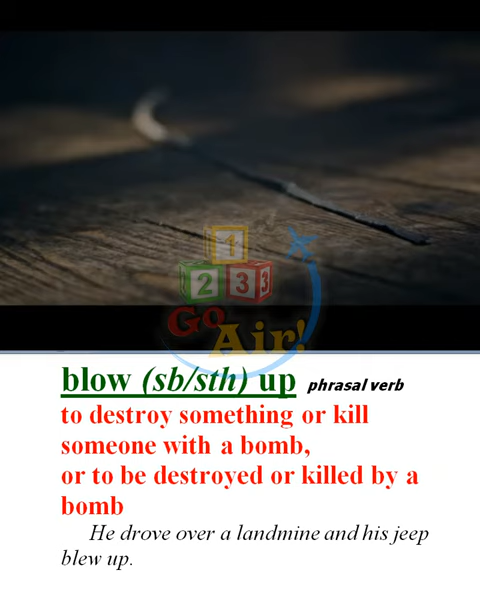 1
2 3 3
Go
Air!
blow (sb/sth) up phrasal verb
to destroy something or kill
someone with a bomb,
or to be destroyed or killed by a
bomb
He drove over a landmine and his jeep
blew up.